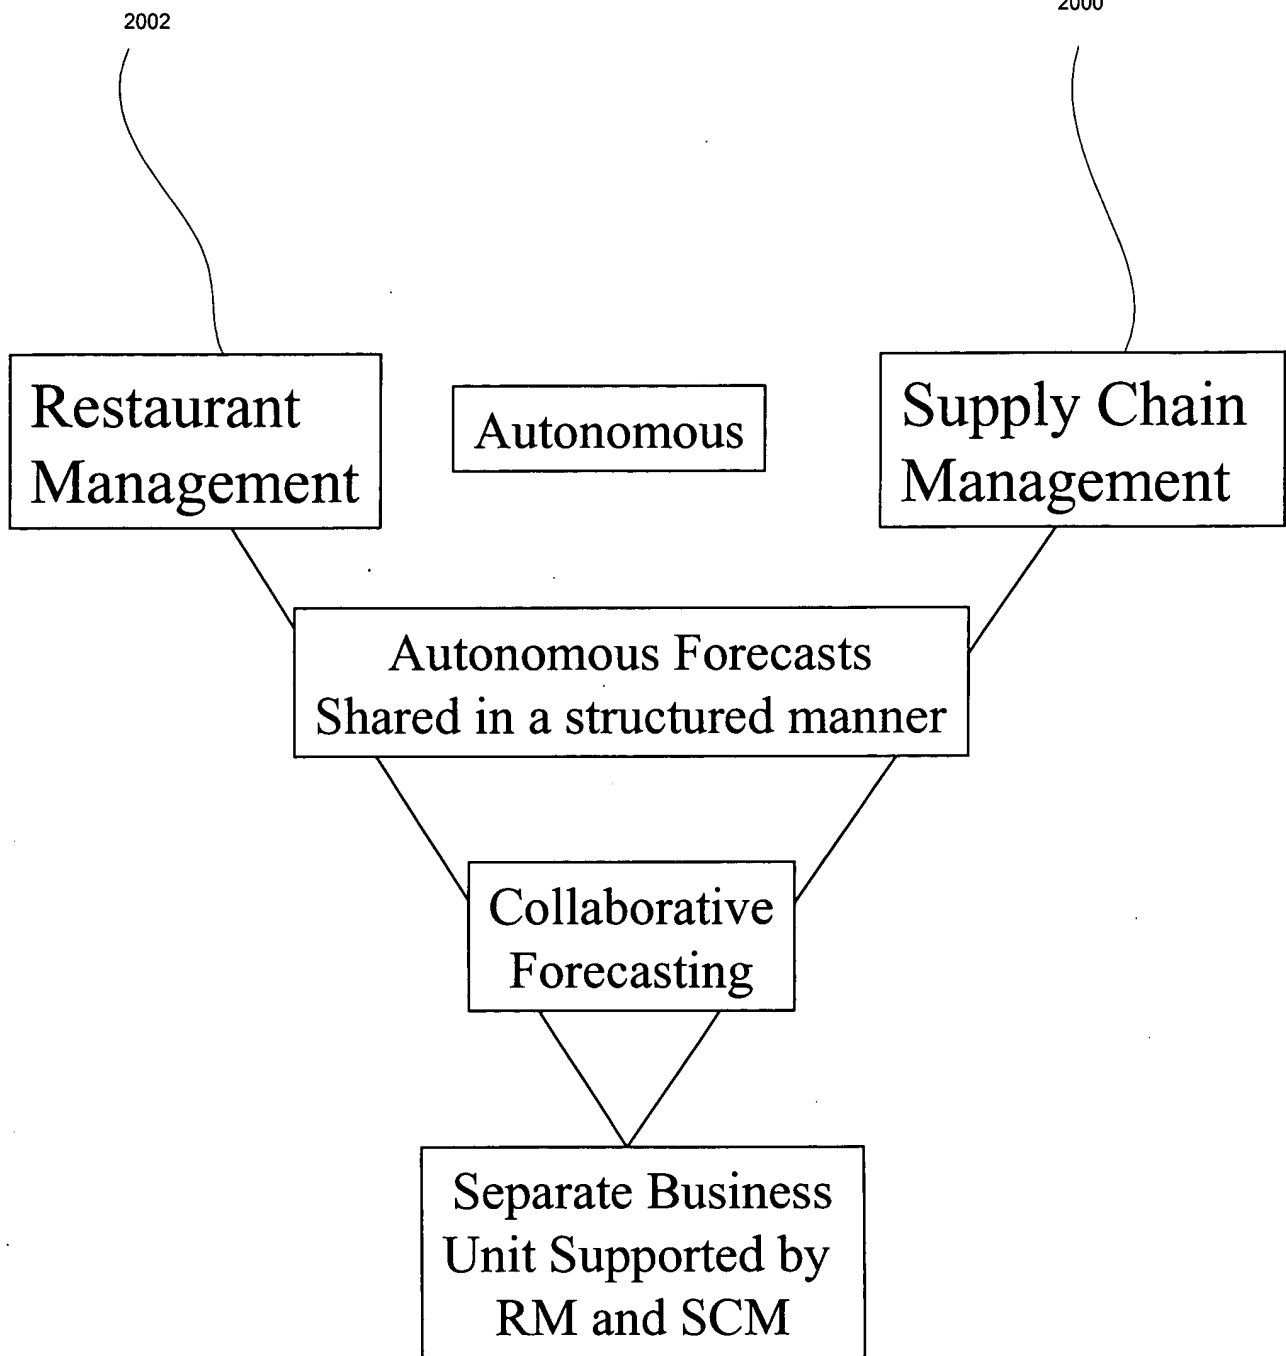 2002
2000
Restaurant
Management
Autonomous
Supply Chain
Management
Autonomous Forecasts
Shared in a structured manner
Collaborative
Forecasting
Separate Business
Unit Supported by
RM and SCM